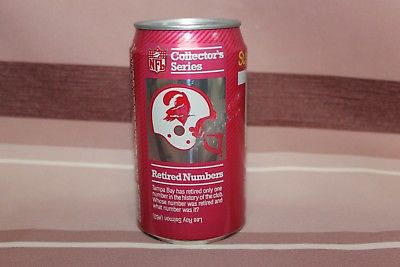 NFL
Collector's
Series
Retired Numbers
Tampa Bay has retired only one
number in the history of the club.
Whose number was retired and
what number was it?
Lee Roy Selmon (#63)